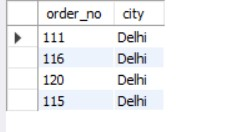 order_no city
111 Delhi
116 Delhi
120 Delhi
115 Delhi